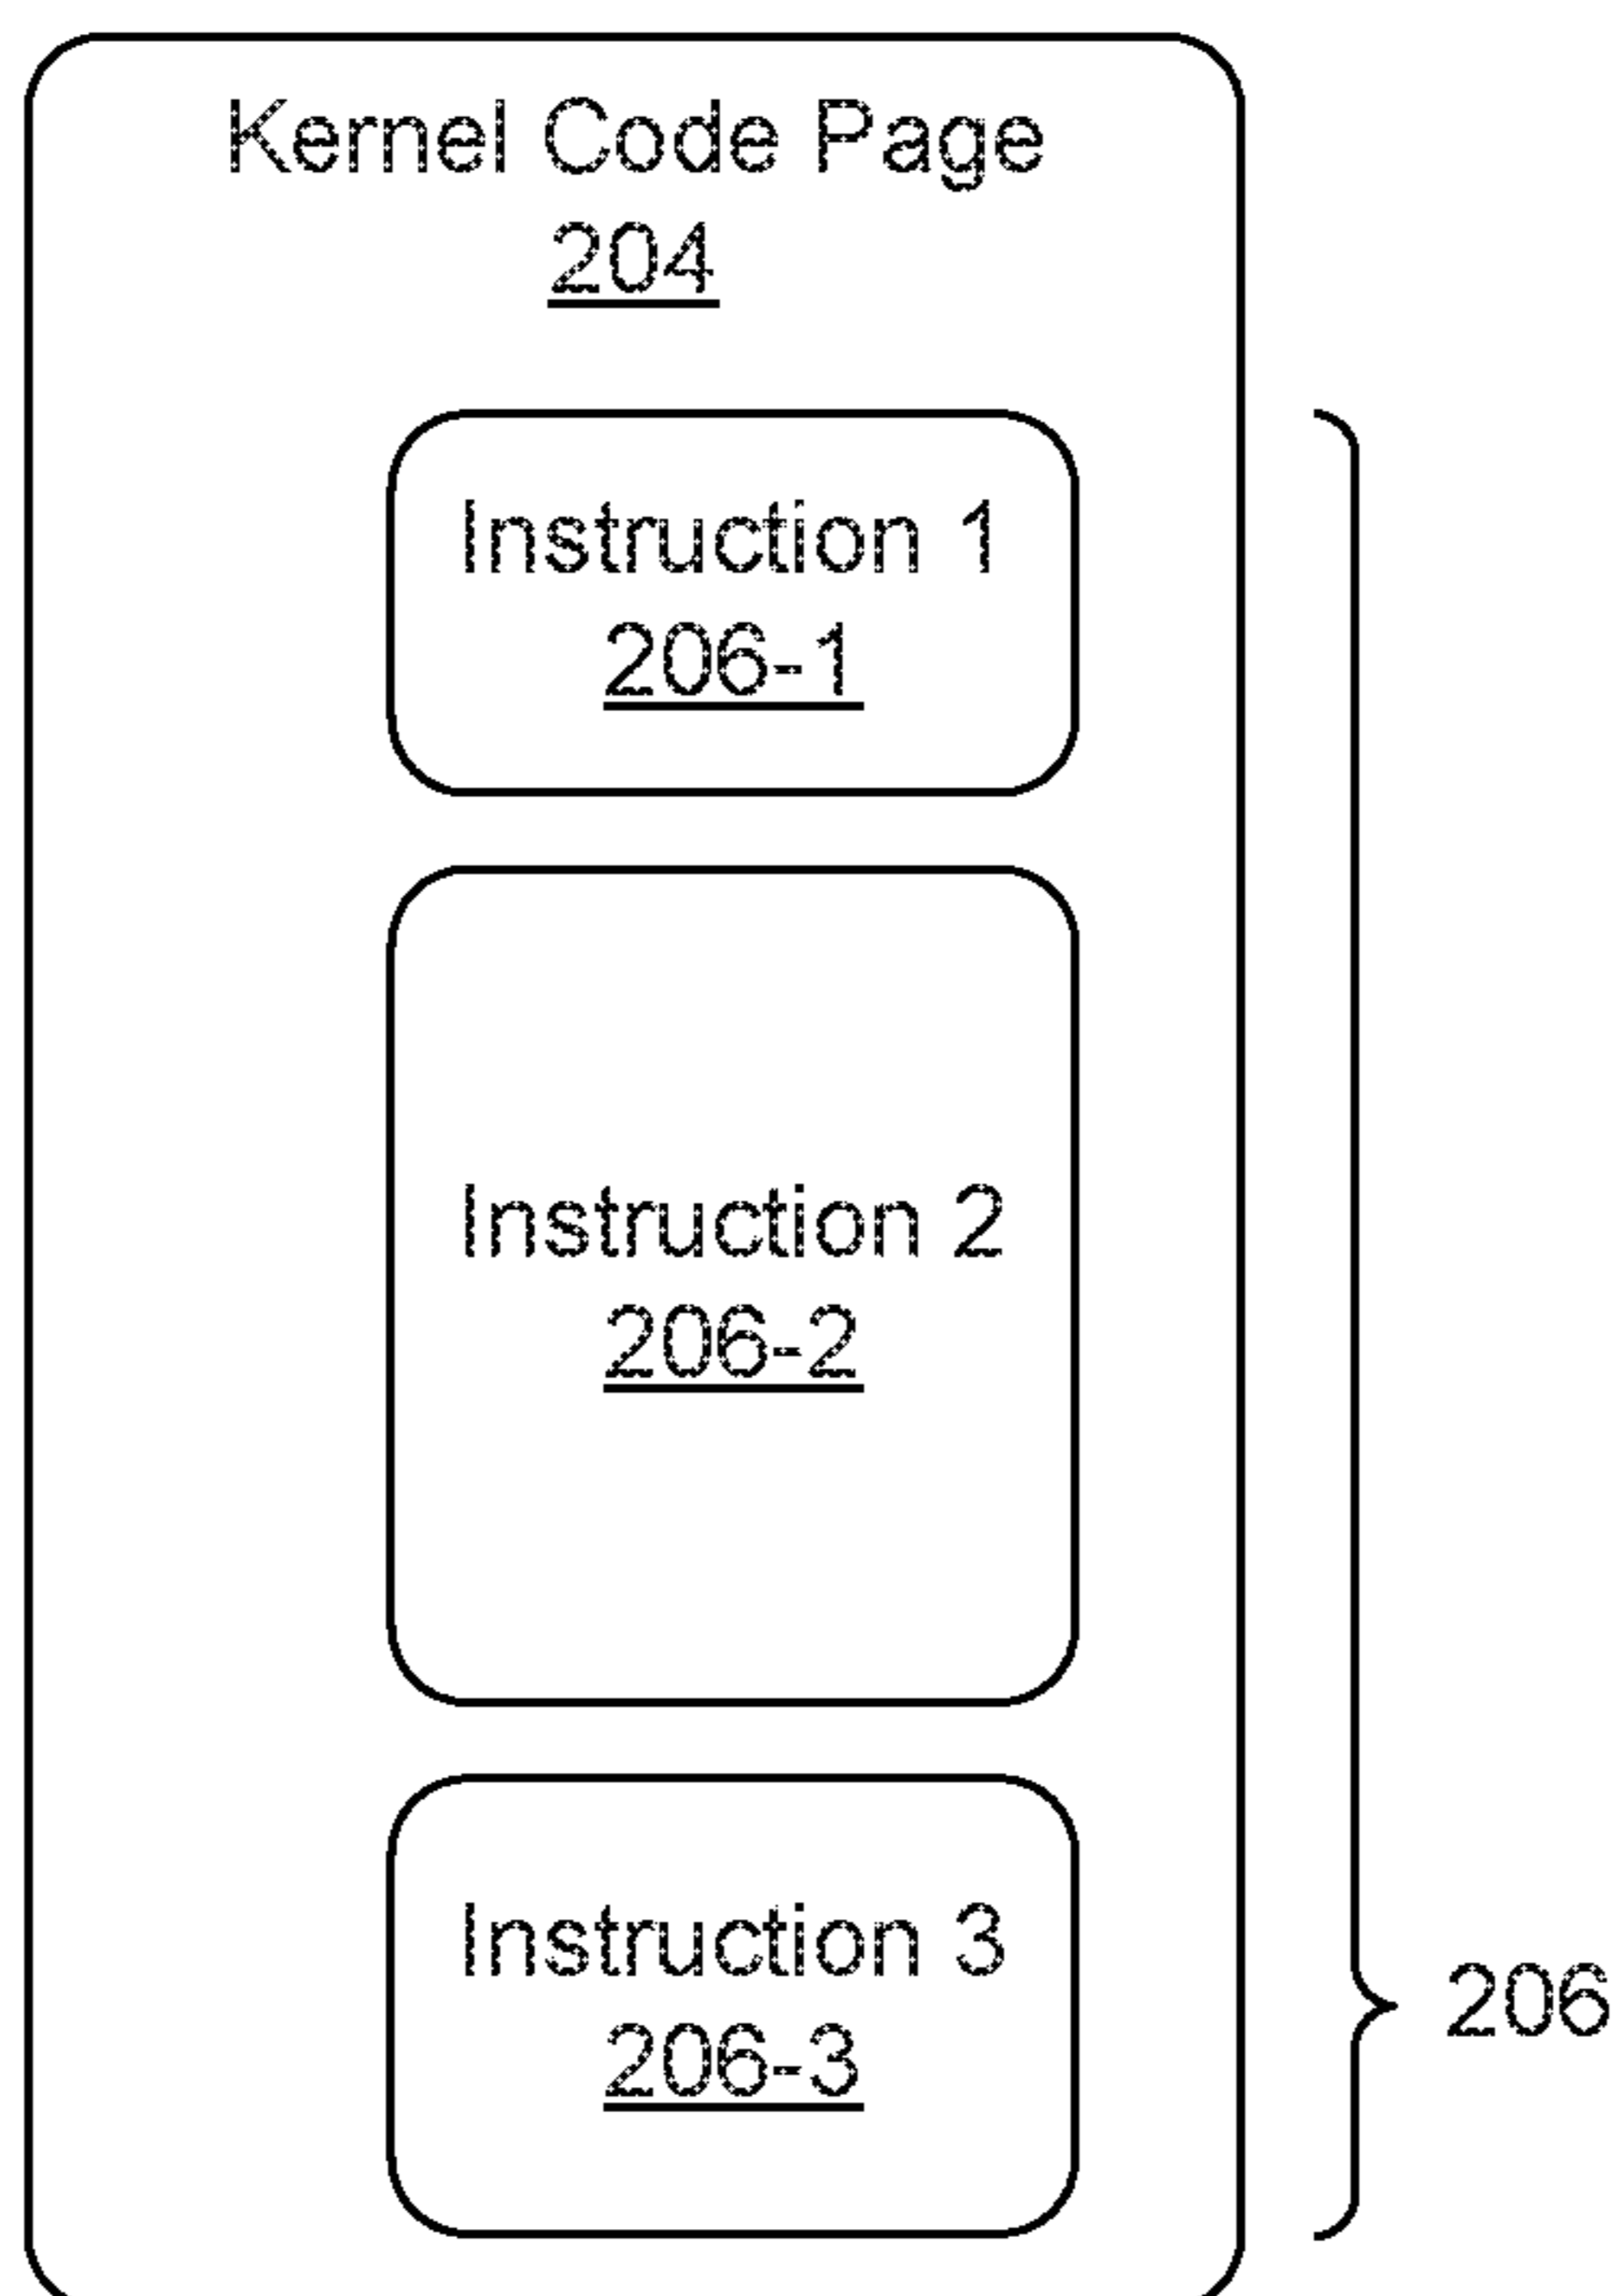 Kernel Code Page
204
Instruction 1
206-1
Instruction 2
206-2
Instruction 3
206-3
206